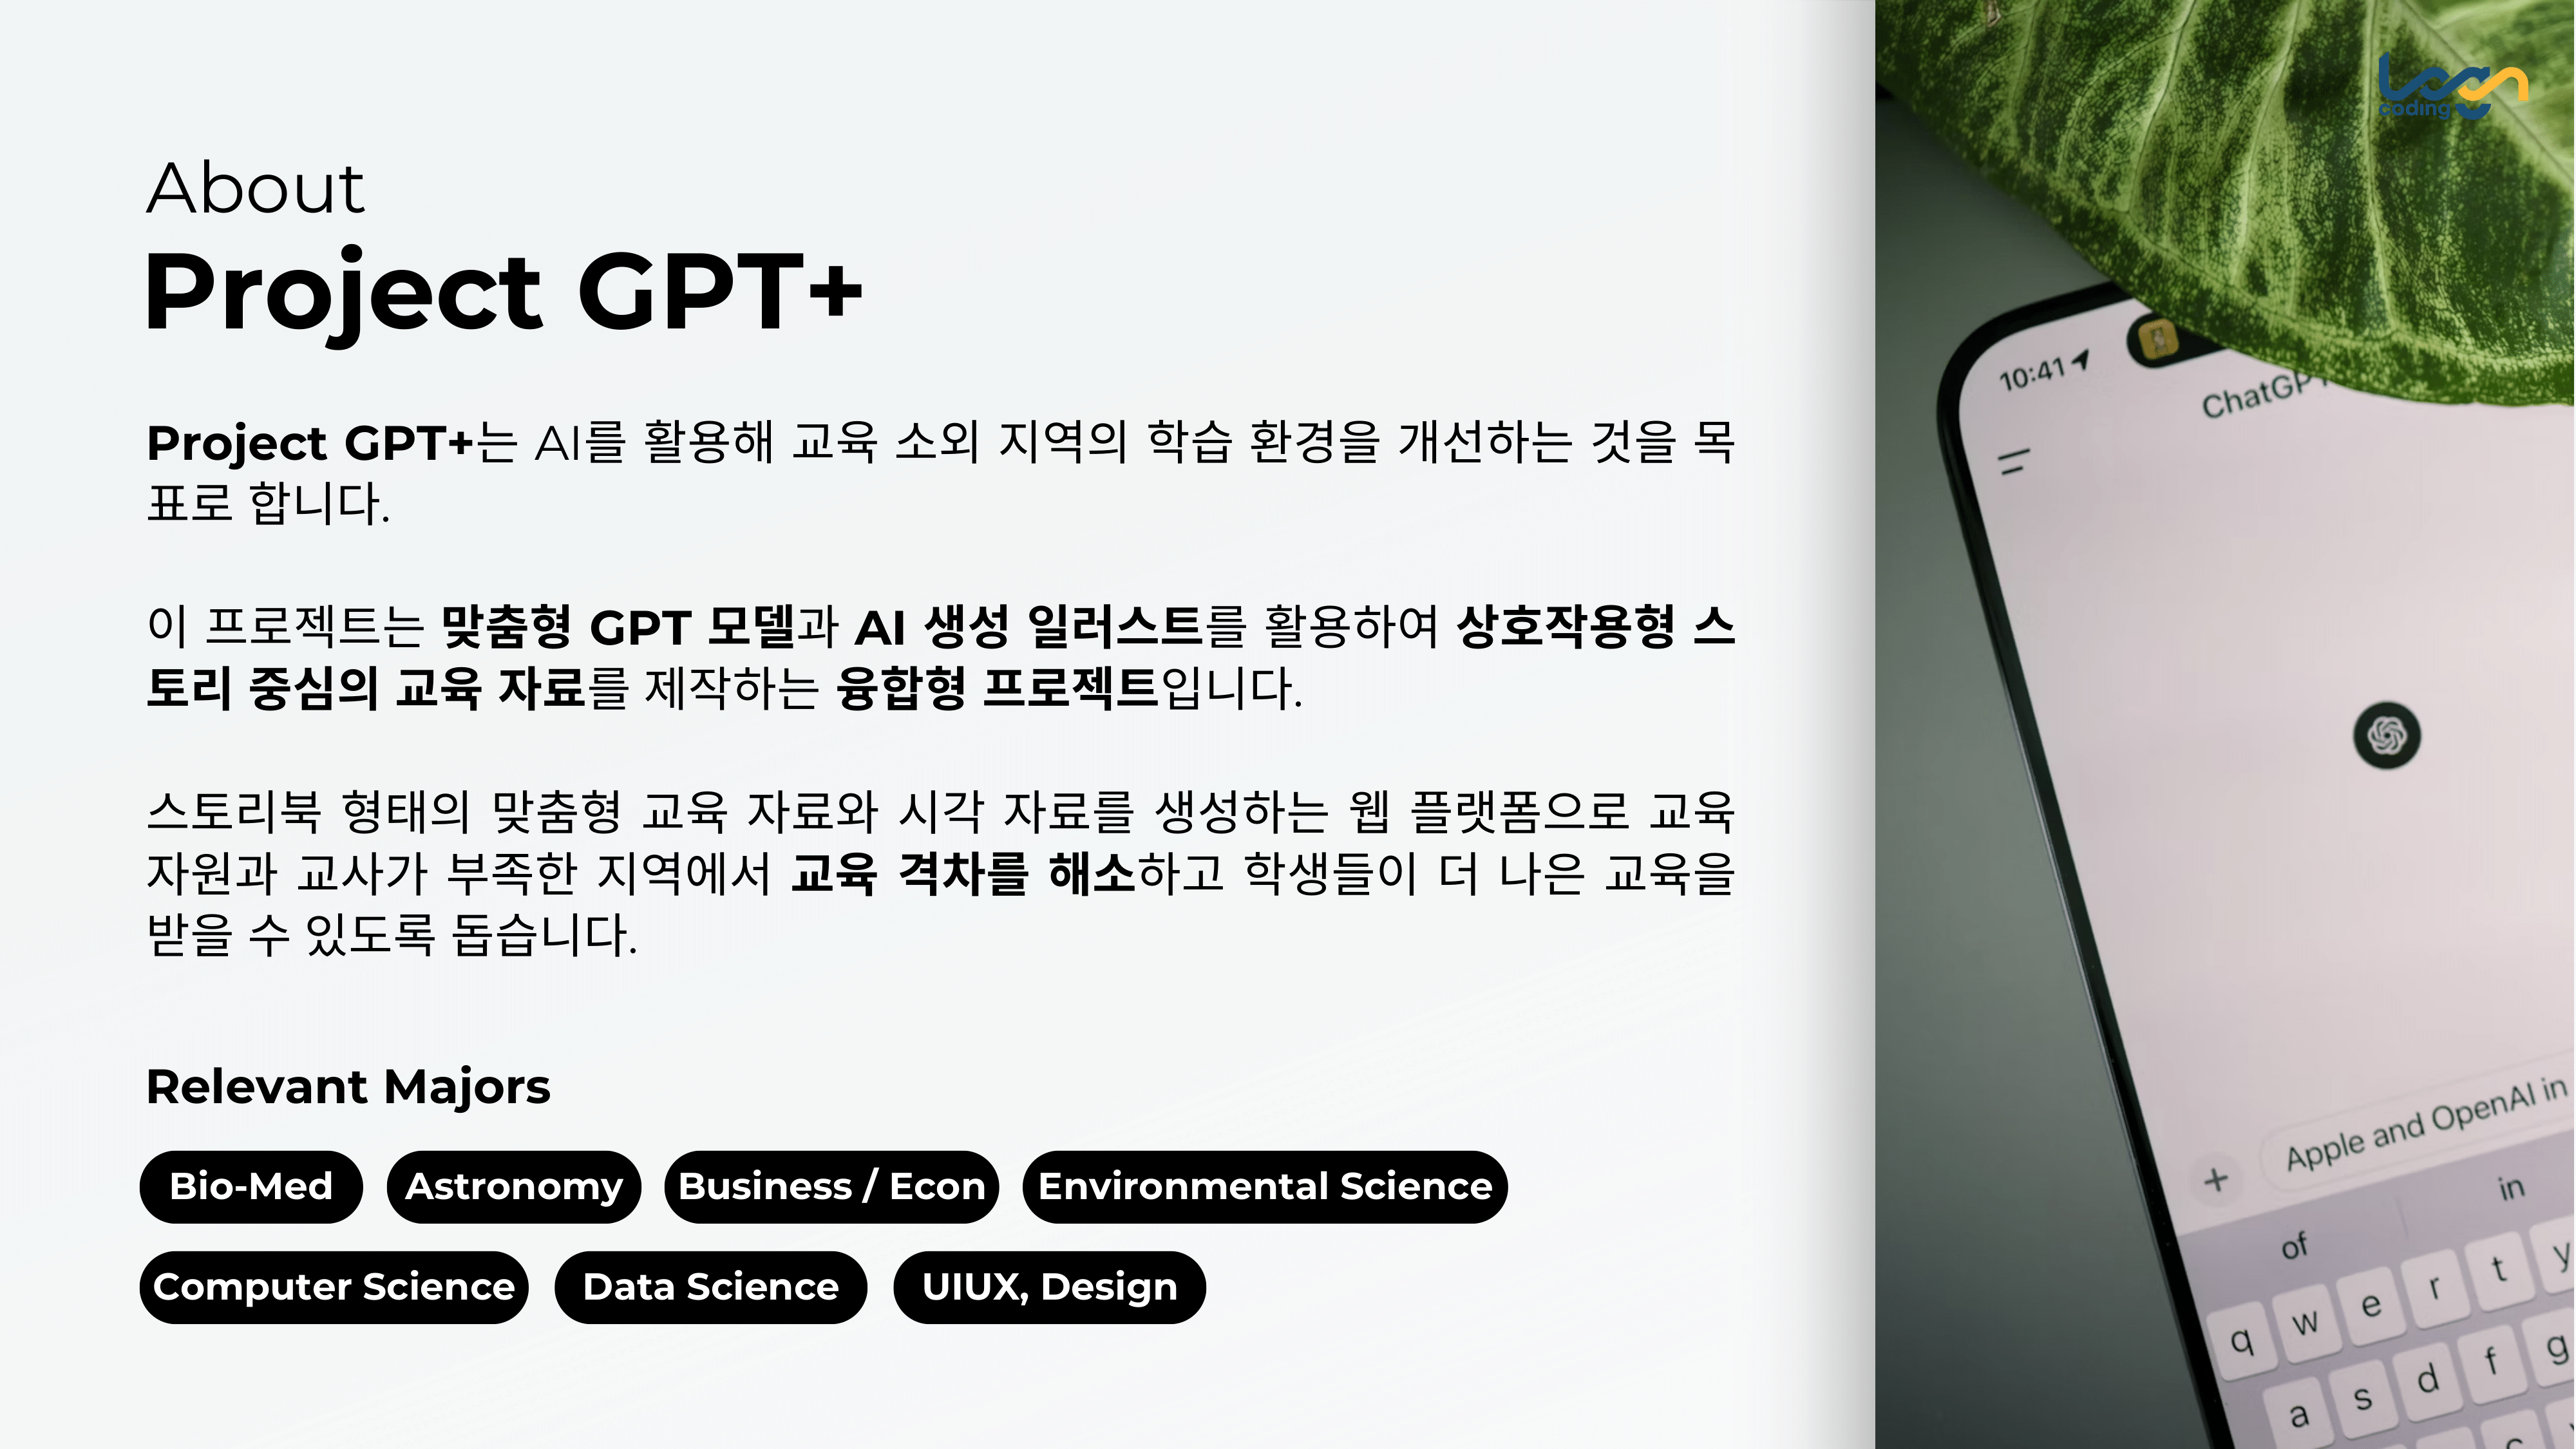 About
Project GPT+
Project GPT+는 AI를 활용해 교육 소외 지역의 학습 환경을 개선하는 것을 목
표로 합니다.
이 프로젝트는 맞춤형 GPT 모델과 AI 생성 일러스트를 활용하여 상호작용형 스
토리 중심의 교육 자료를 제작하는 융합형 프로젝트입니다.
스토리북 형태의 맞춤형 교육 자료와 시각 자료를 생성하는 웹 플랫폼으로 교육
자원과 교사가 부족한 지역에서 교육 격차를 해소하고 학생들이 더 나은 교육을
받을 수 있도록 돕습니다.
Relevant Majors
Bio-Med Astronomy Business / Econ Environmental Science
Computer Science Data Science UIUX, Design
Logan
coding
10:41
ChatGPT
Apple and OpenAI in
of in
q w e r t y
a s d f g